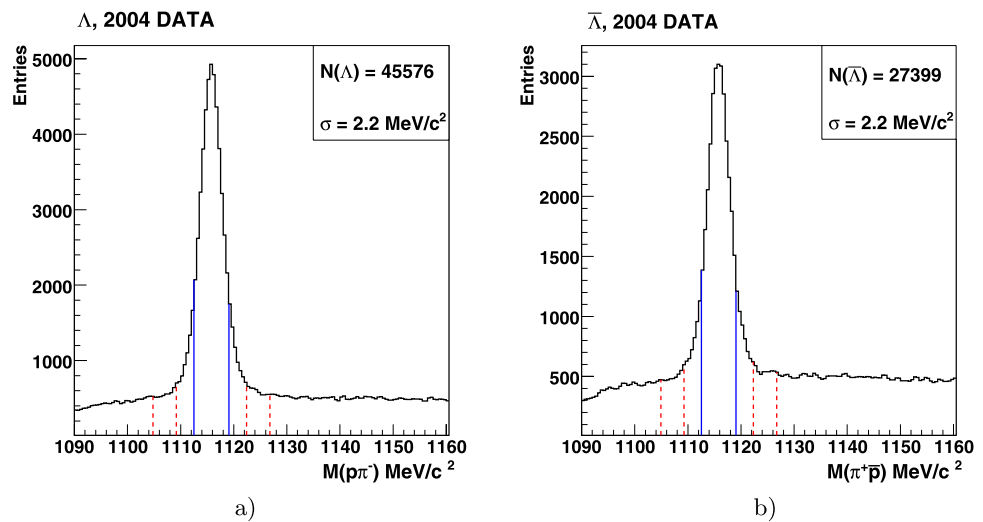 Λ, 2004 DATA
Entries
5000
4000
3000
2000
1000
N(Λ) = 45576
σ = 2.2 MeV/c²
1090 1100 1110 1120 1130 1140 1150 1160
M(pπ⁻) MeV/c ²
a)
Λ̅, 2004 DATA
Entries
3000
2500
2000
1500
1000
500
N(Λ̅) = 27399
σ = 2.2 MeV/c²
1090 1100 1110 1120 1130 1140 1150 1160
M(π⁺p̅) MeV/c ²
b)